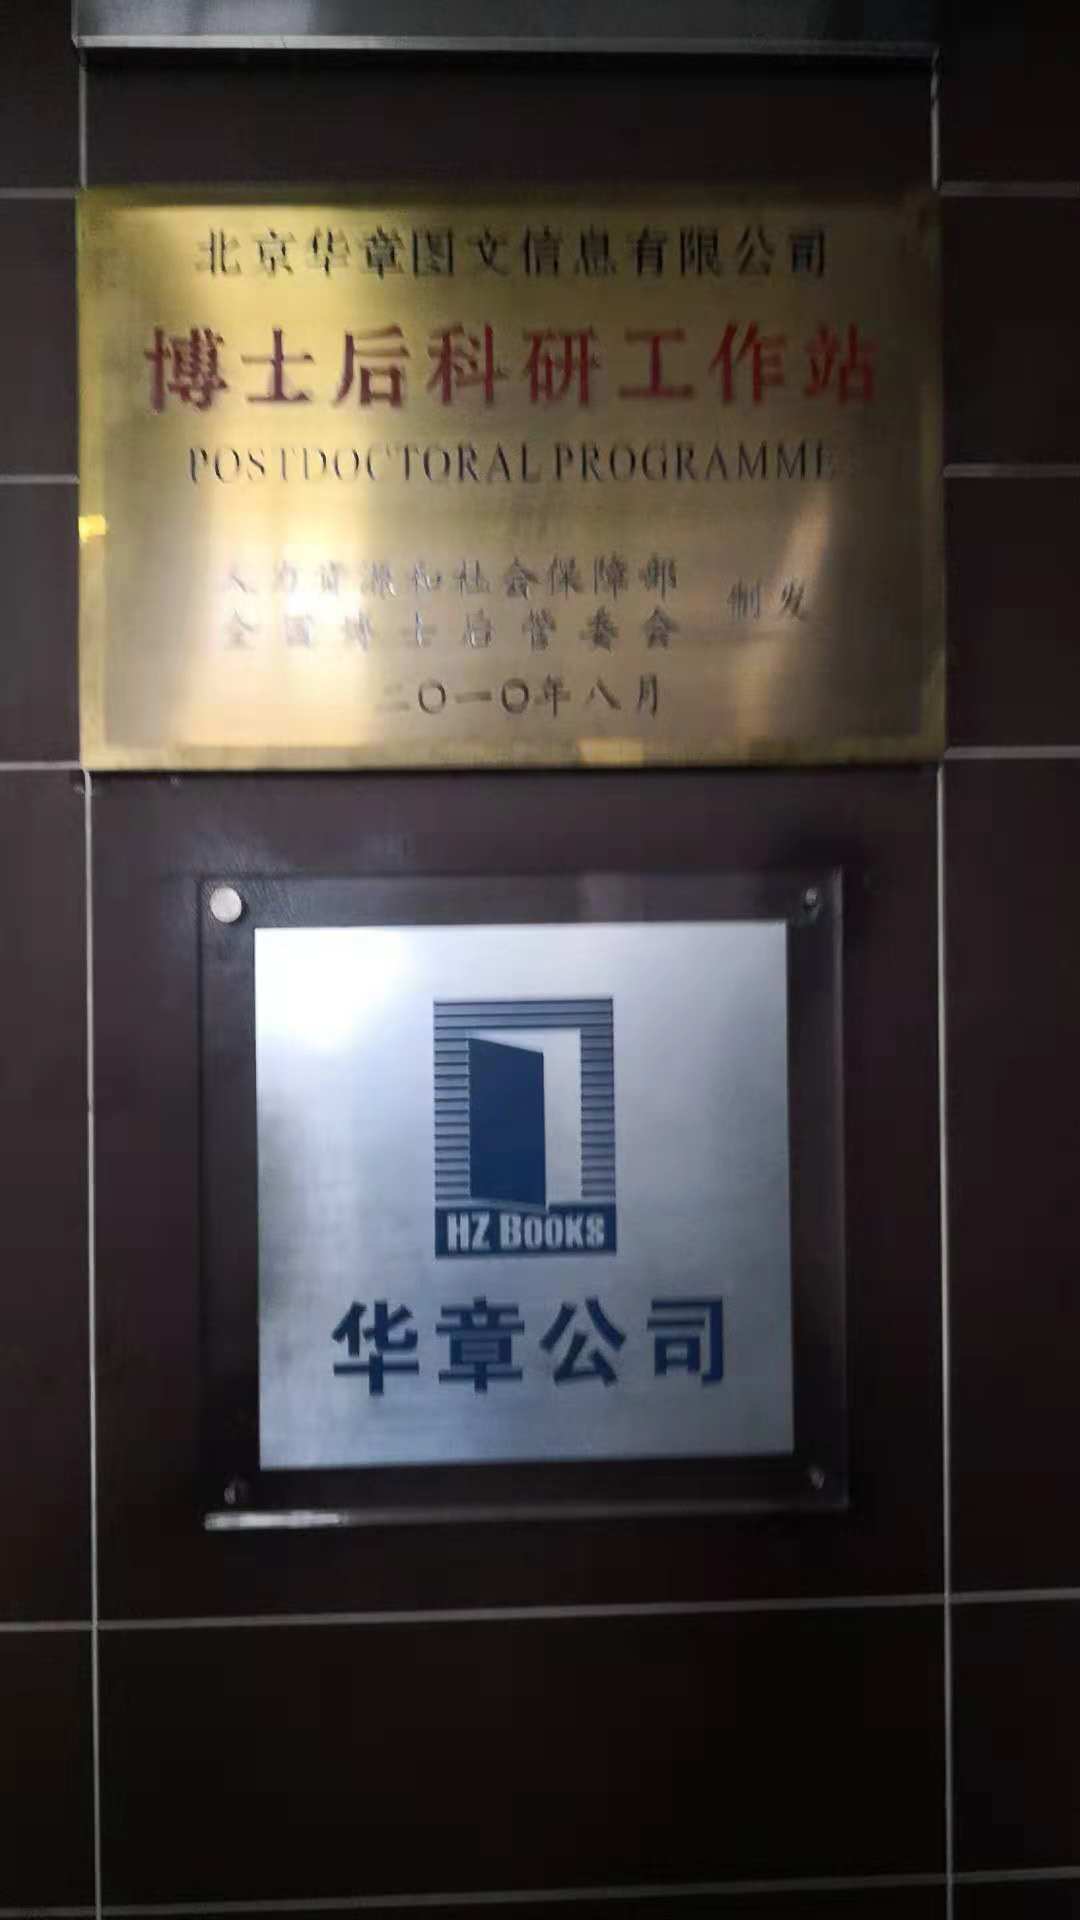 北京华章图文信息有限公司
博士后科研工作站
POSTDOCTORAL PROGRAMME
人力资源和社会保障部
全国博士后管委会
制发
二〇一〇年八月
HZ BOOKS
华章公司